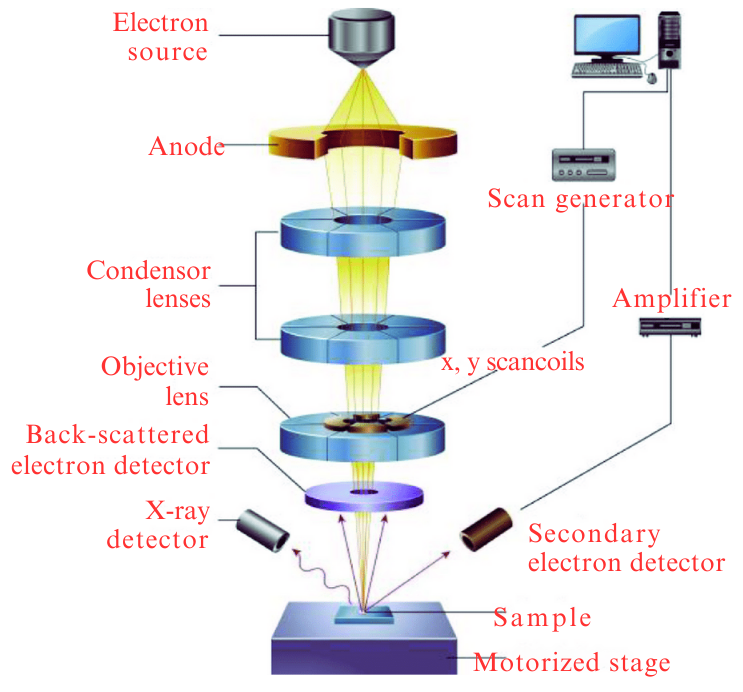 Electron
source
Anode
Scan generator
Condensor
lenses
Amplifier
x, y scancoils
Objective
lens
Back-scattered
electron detector
X-ray
detector
Secondary
electron detector
Sample
Motorized stage